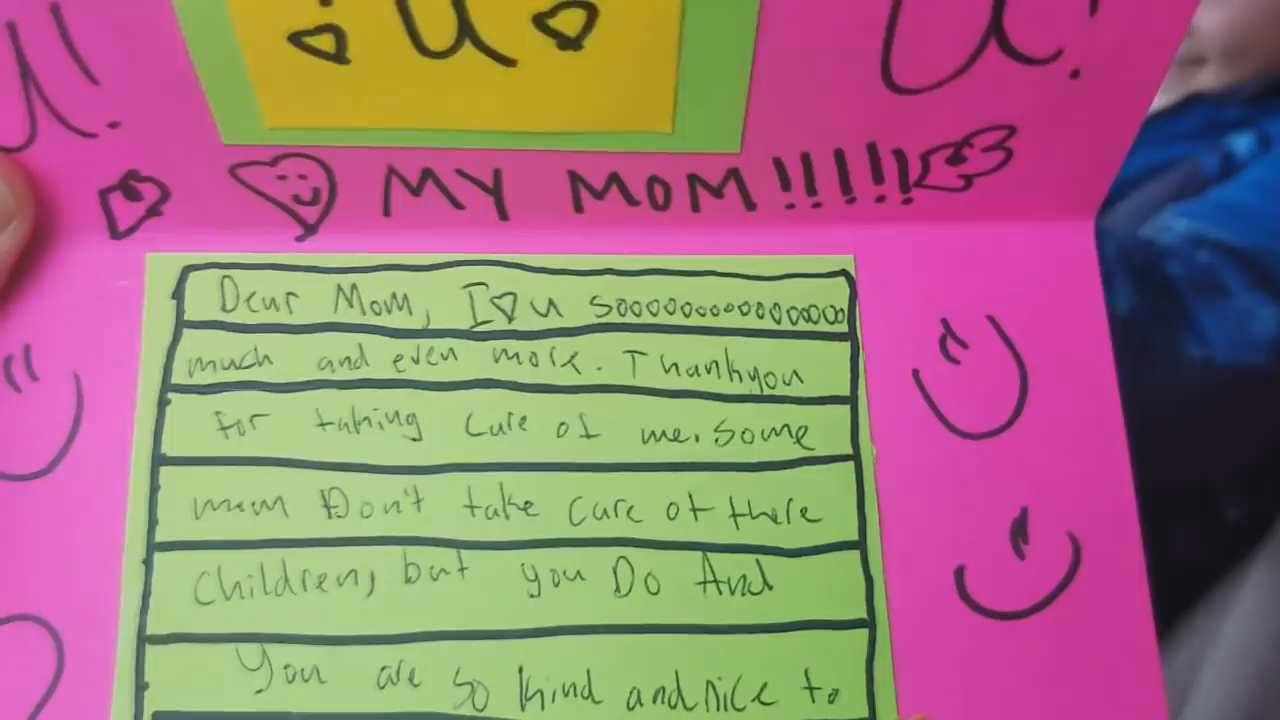 U! U U!
MY MOM!!!!!
Dear Mom, I♡u sooooooooooooooo
much and even more. Thankyou
for taking care of me. Some
mom Don't take care of there
children, but you Do And
You are so kind and nice to